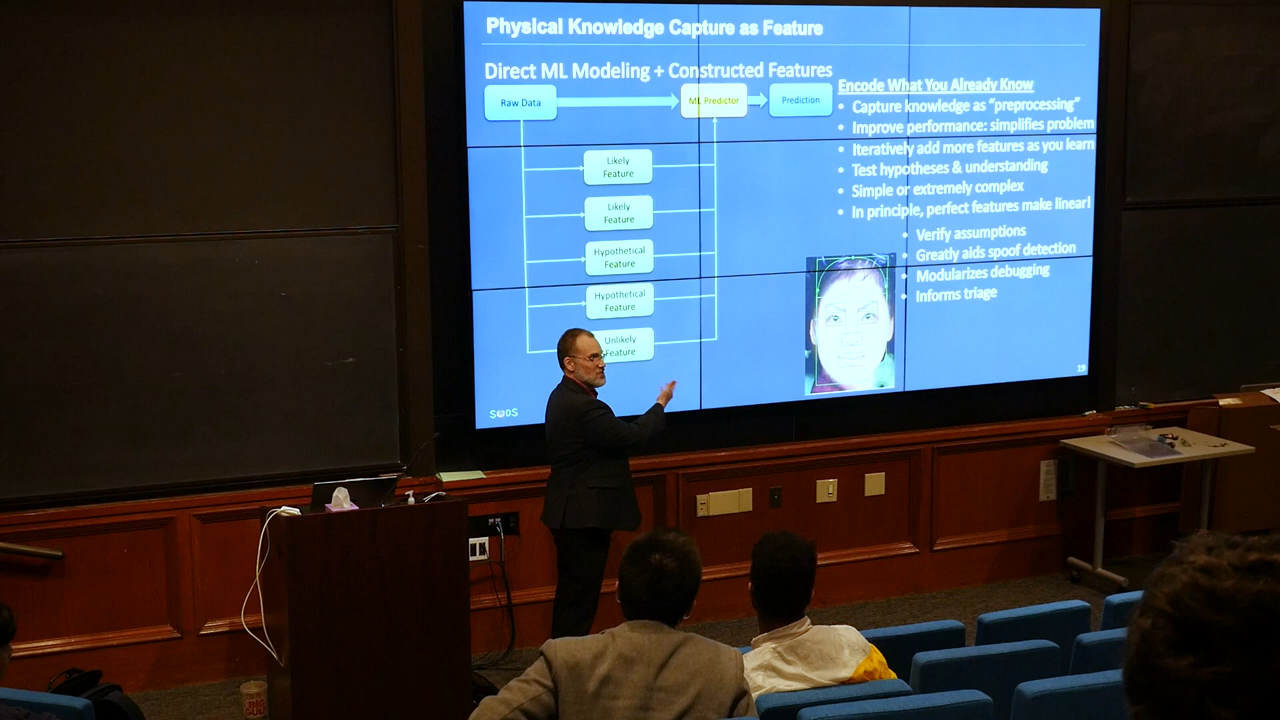 Physical Knowledge Capture as Feature
Direct ML Modeling + Constructed Features
Raw Data
ML Predictor
Prediction
Likely
Feature
Likely
Feature
Hypothetical
Feature
Hypothetical
Feature
Unlikely
Feature
Encode What You Already Know
• Capture knowledge as "preprocessing"
• Improve performance: simplifies problem
• Iteratively add more features as you learn
• Test hypotheses & understanding
• Simple or extremely complex
• In principle, perfect features make linear!
• Verify assumptions
• Greatly aids spoof detection
• Modularizes debugging
• Informs triage
19